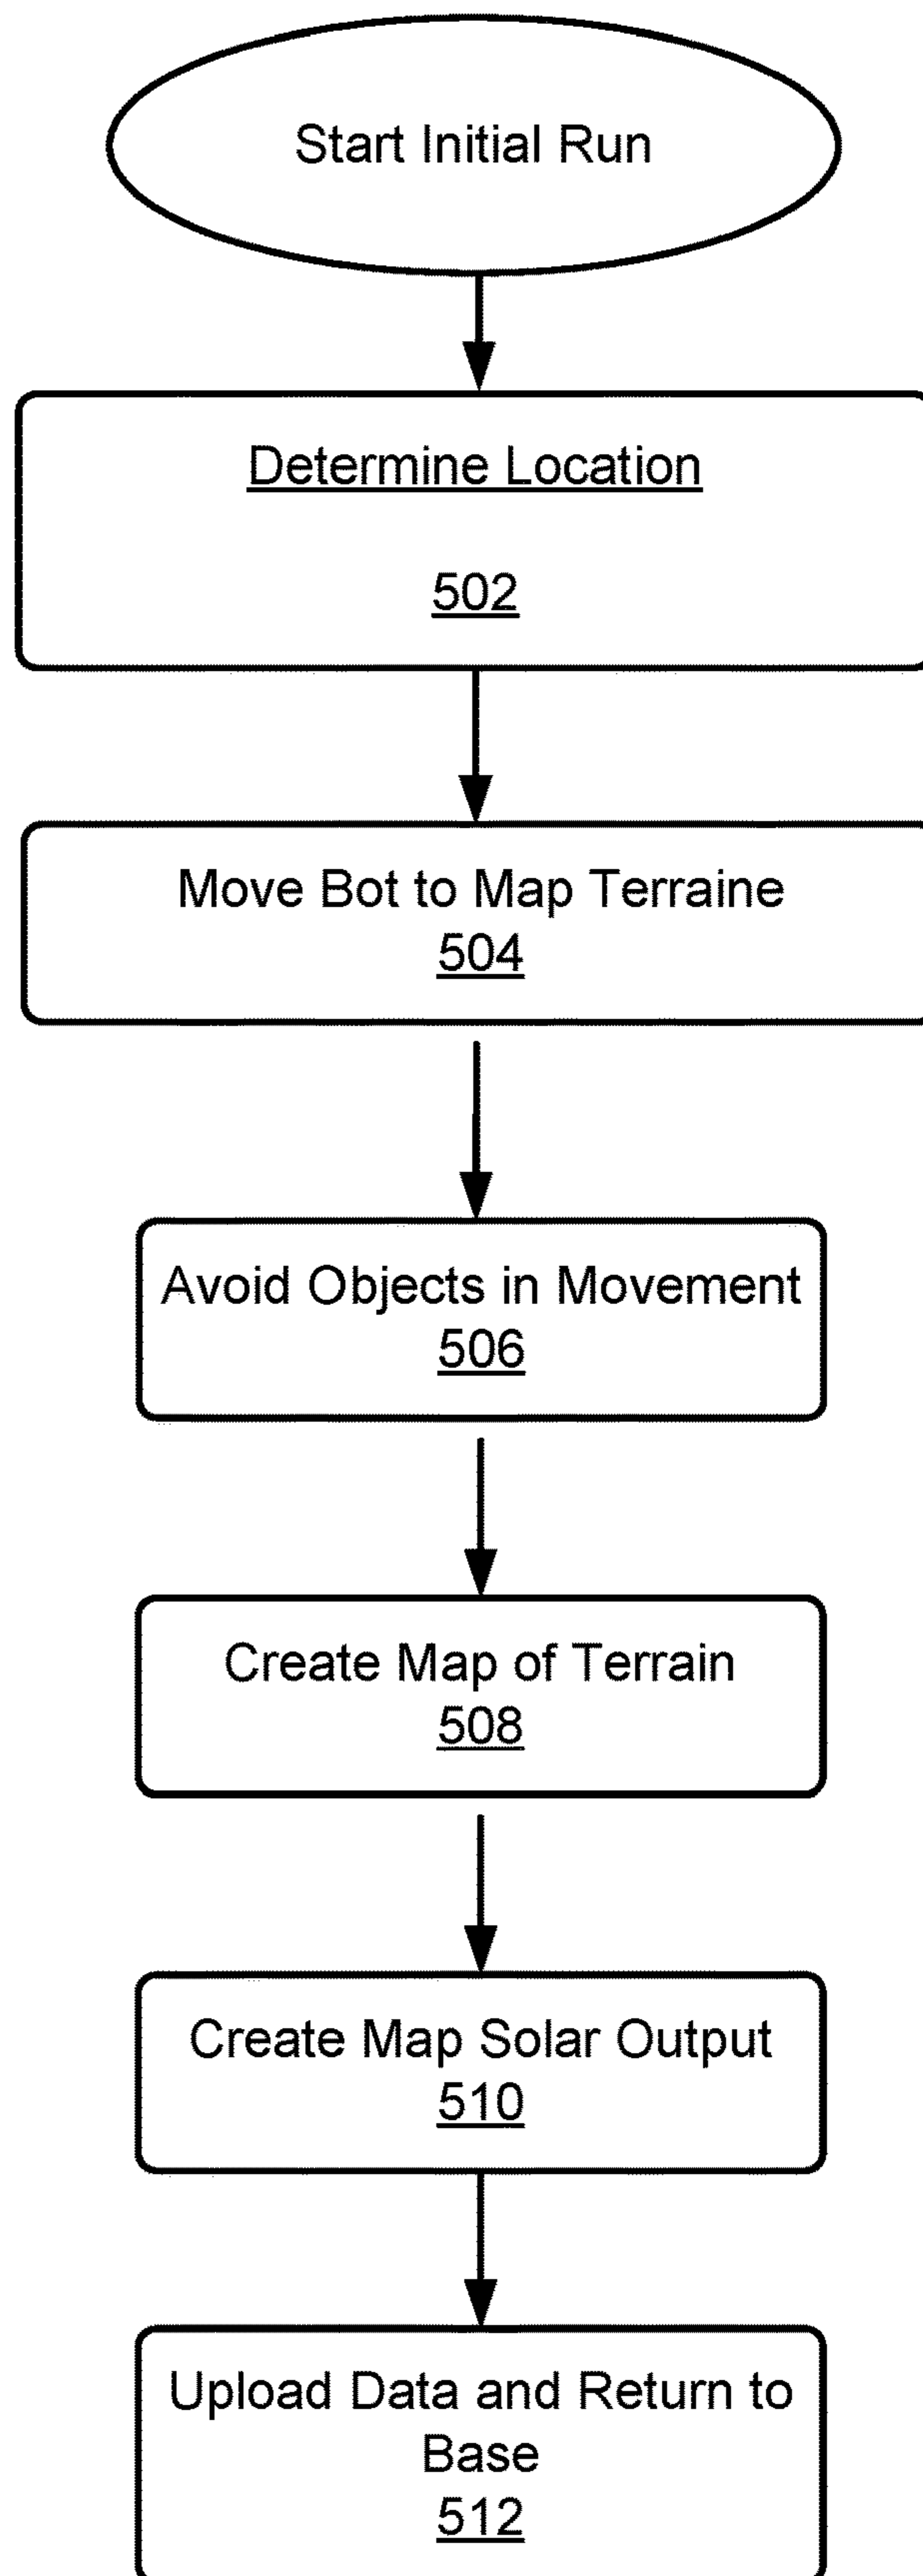 Start Initial Run
Determine Location
502
Move Bot to Map Terraine
504
Avoid Objects in Movement
506
Create Map of Terrain
508
Create Map Solar Output
510
Upload Data and Return to
Base
512